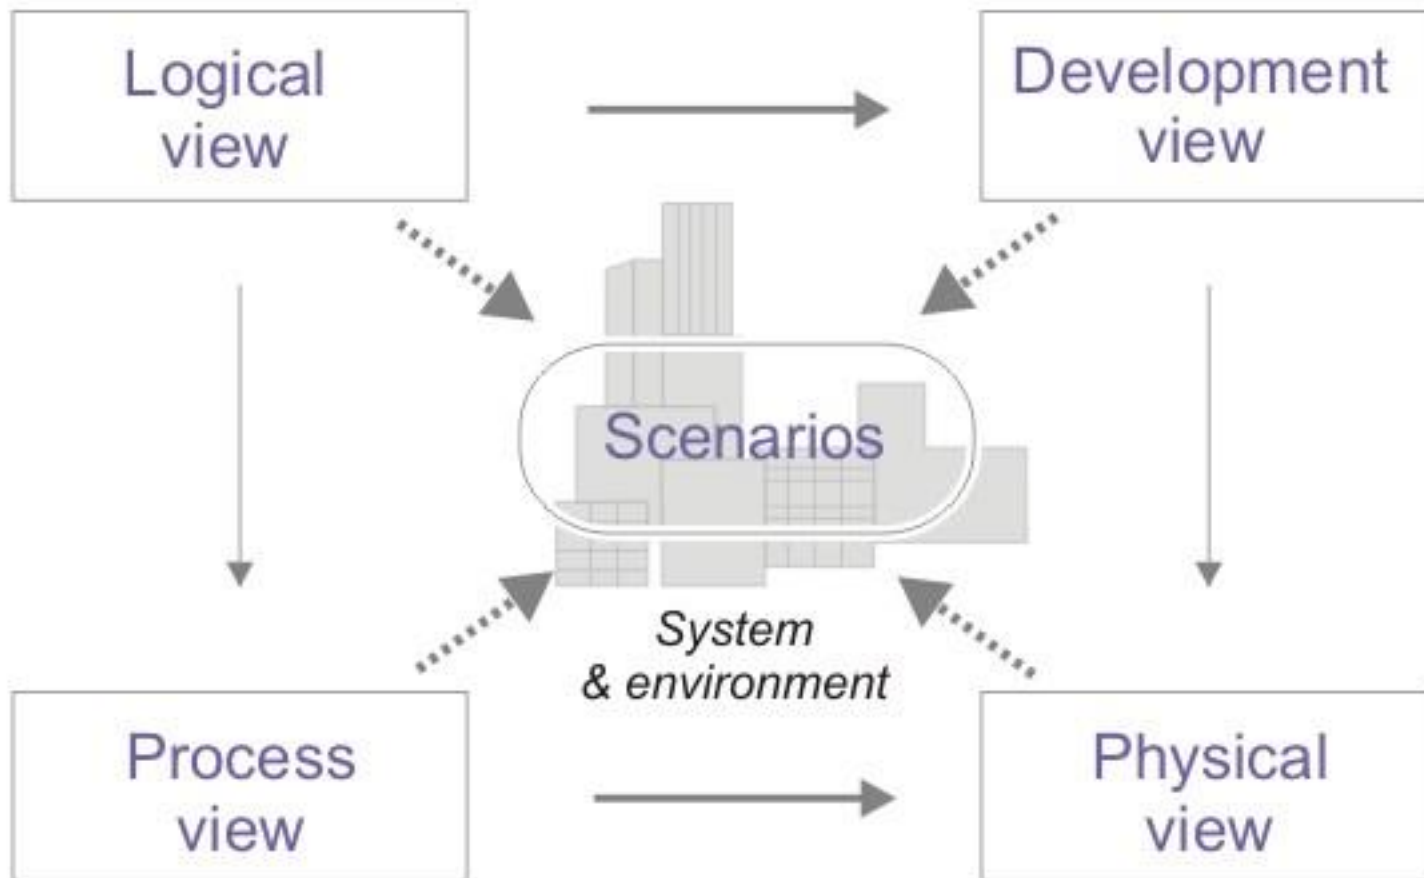 Logical
view
Development
view
Scenarios
System
& environment
Process
view
Physical
view